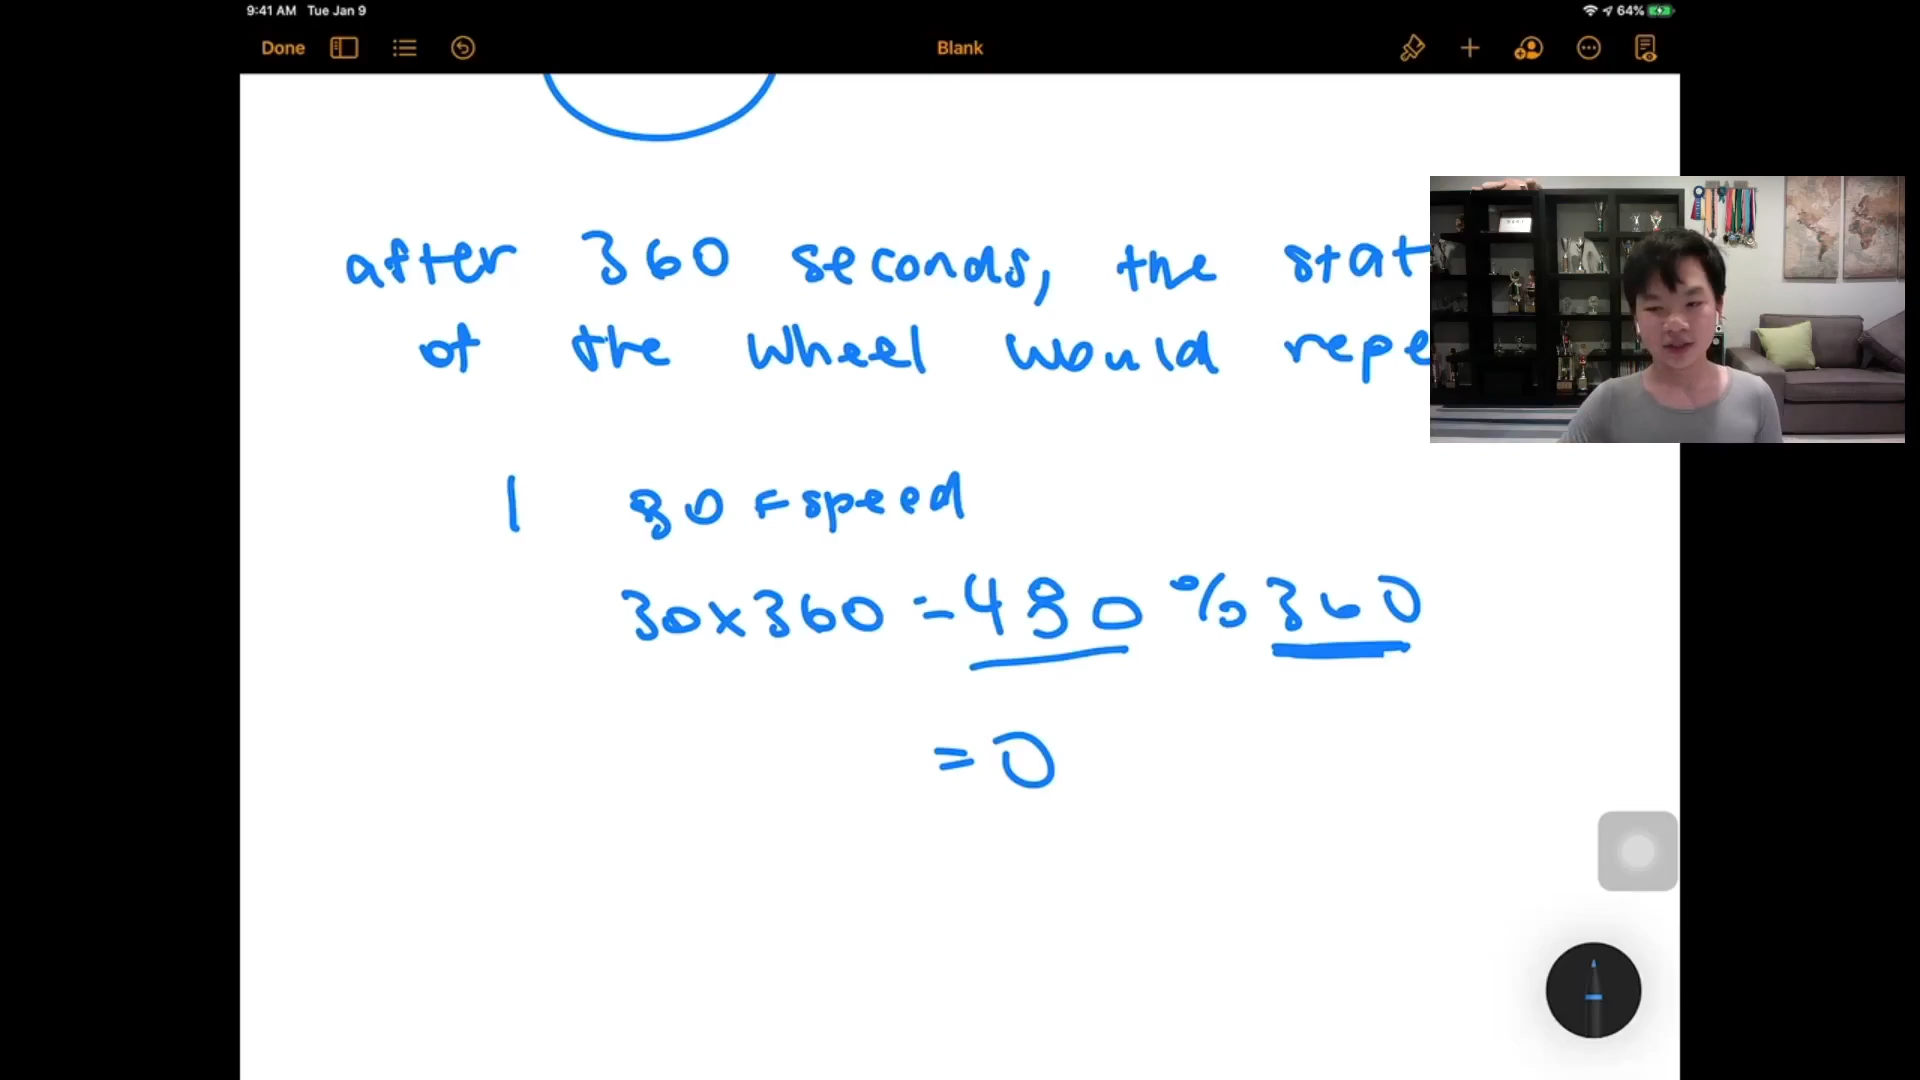 9:41 AM Tue Jan 9
64%
Done
Blank
after 360 seconds, the stat
of the wheel would repe
1 30 = speed
30x360 = 480 % 360
= 0